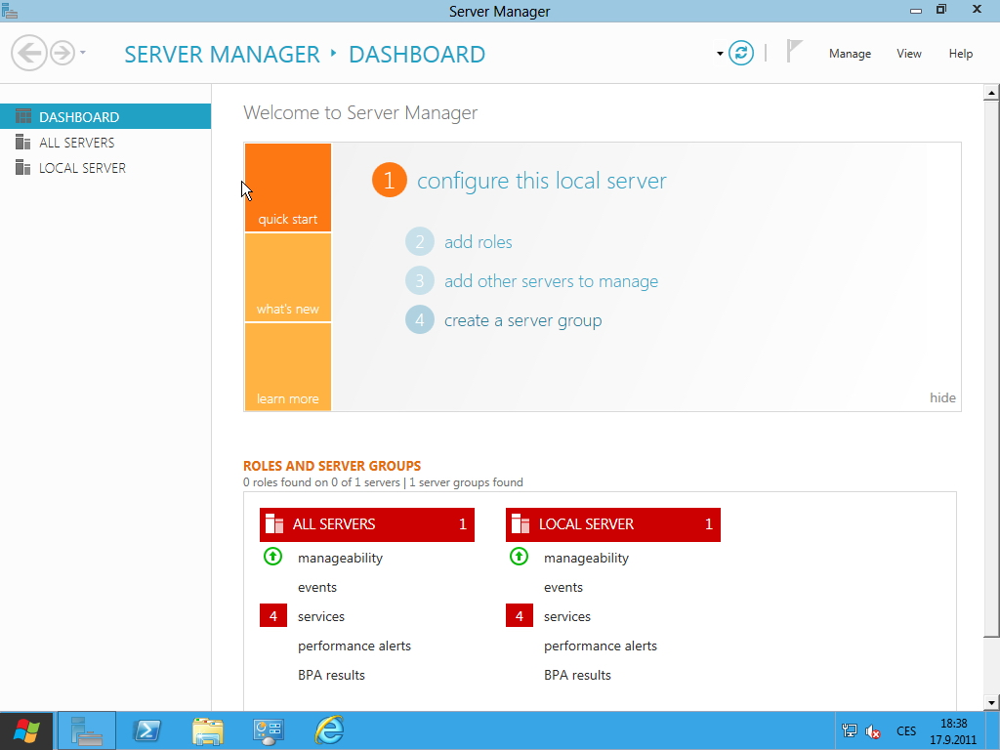 Server Manager
SERVER MANAGER ‣ DASHBOARD
Manage View Help
DASHBOARD
ALL SERVERS
LOCAL SERVER
Welcome to Server Manager
quick start
what's new
learn more
1 configure this local server
2 add roles
3 add other servers to manage
4 create a server group
hide
ROLES AND SERVER GROUPS
0 roles found on 0 of 1 servers | 1 server groups found
ALL SERVERS 1
manageability
events
4 services
performance alerts
BPA results
LOCAL SERVER 1
manageability
events
4 services
performance alerts
BPA results
CES
18:38
17.9.2011